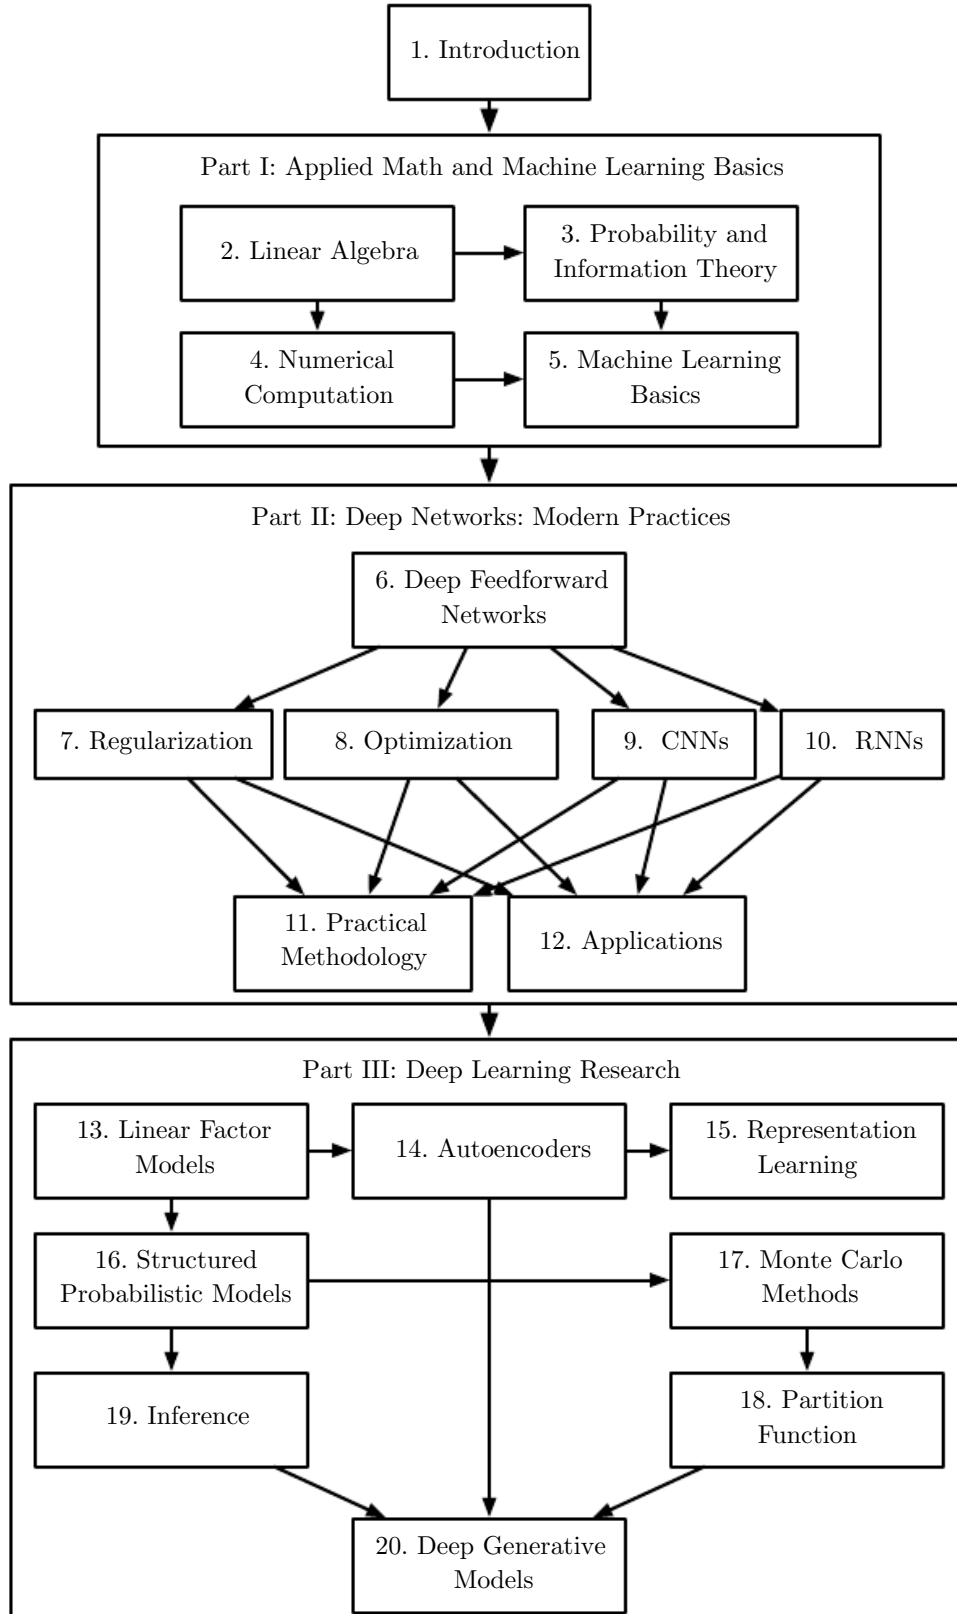 1. Introduction
Part I: Applied Math and Machine Learning Basics
2. Linear Algebra
3. Probability and
Information Theory
4. Numerical
Computation
5. Machine Learning
Basics
Part II: Deep Networks: Modern Practices
6. Deep Feedforward
Networks
7. Regularization
8. Optimization
9. CNNs
10. RNNs
11. Practical
Methodology
12. Applications
Part III: Deep Learning Research
13. Linear Factor
Models
14. Autoencoders
15. Representation
Learning
16. Structured
Probabilistic Models
17. Monte Carlo
Methods
19. Inference
18. Partition
Function
20. Deep Generative
Models